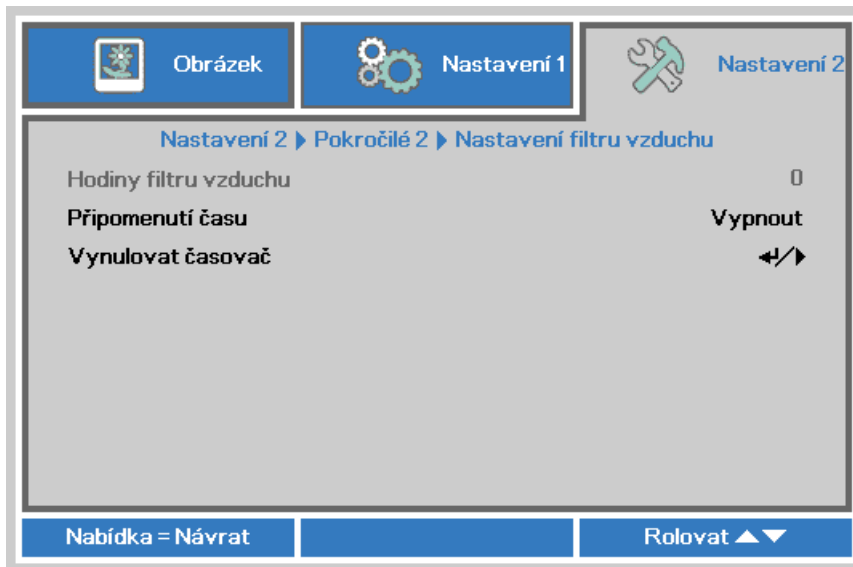 Obrázek
Nastavení 1
Nastavení 2
Nastavení 2 ▶ Pokročilé 2 ▶ Nastavení filtru vzduchu
Hodiny filtru vzduchu 0
Připomenutí času Vypnout
Vynulovat časovač ↵/▶
Nabídka = Návrat
Rolovat ▲▼